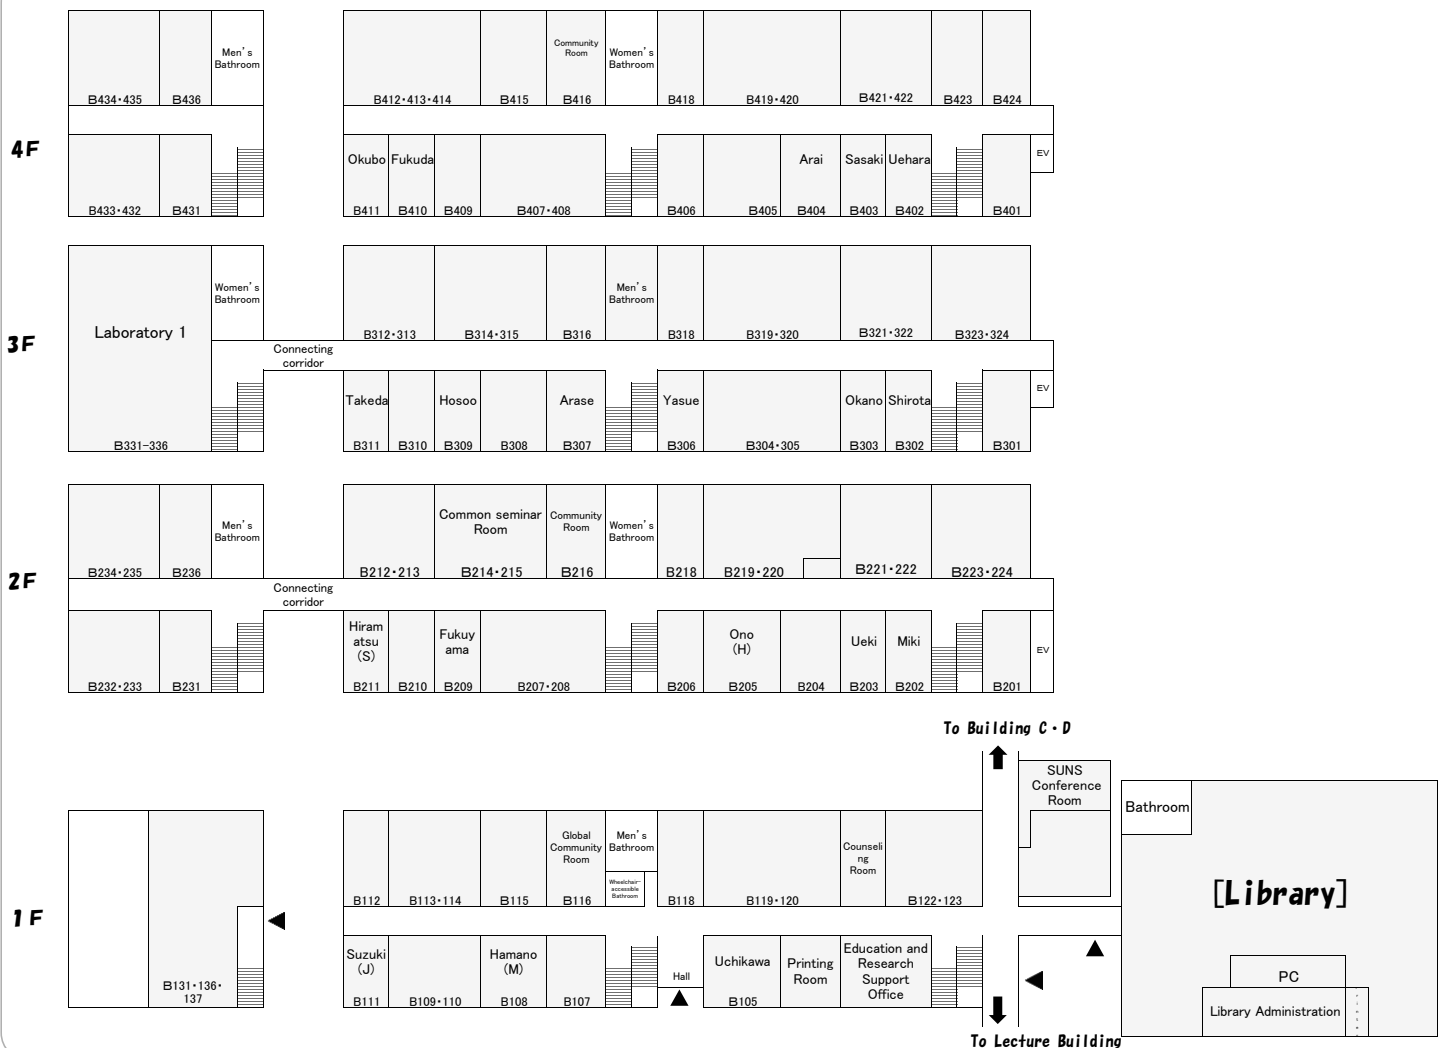 Men's
Bathroom
Community
Room
Women's
Bathroom
B434・435
B436
B412・413・414
B415
B416
B418
B419・420
B421・422
B423
B424
4F
Okubo
Fukuda
Arai
Sasaki
Uehara
EV
B433・432
B431
B411
B410
B409
B407・408
B406
B405
B404
B403
B402
B401
Women's
Bathroom
Men's
Bathroom
Laboratory 1
B312・313
B314・315
B316
B318
B319・320
B321・322
B323・324
3F
Connecting
corridor
Takeda
Hosoo
Arase
Yasue
Okano
Shirota
EV
B331-336
B311
B310
B309
B308
B307
B306
B304・305
B303
B302
B301
Men's
Bathroom
Common seminar
Room
Community
Room
Women's
Bathroom
B234・235
B236
B212・213
B214・215
B216
B218
B219・220
B221・222
B223・224
2F
Connecting
corridor
Hiram
atsu
(S)
Fukuy
ama
Ono
(H)
Ueki
Miki
EV
B232・233
B231
B211
B210
B209
B207・208
B206
B205
B204
B203
B202
B201
To Building C・D
SUNS
Conference
Room
Bathroom
Global
Community
Room
Men's
Bathroom
Wheelchair-
accessible
Bathroom
Counseli
ng
Room
B112
B113・114
B115
B116
B118
B119・120
B122・123
[Library]
1F
Suzuki
(J)
Hamano
(M)
Hall
Uchikawa
Printing
Room
Education and
Research
Support
Office
PC
B131・136・
137
B111
B109・110
B108
B107
B105
Library Administration
To Lecture Building